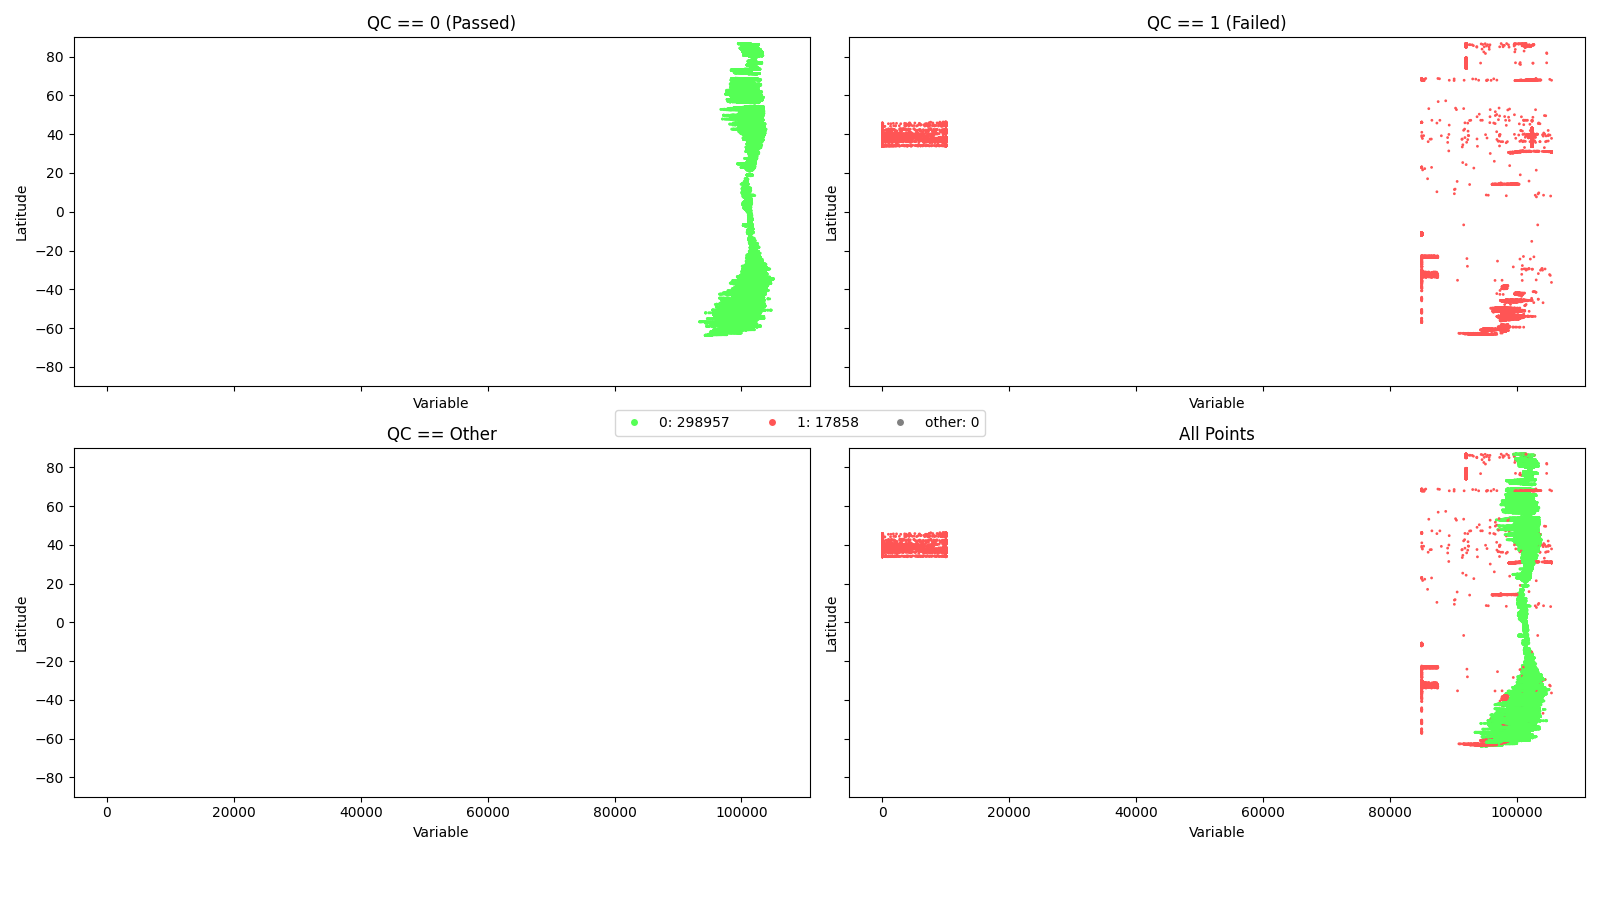 QC == 0 (Passed)
QC == 1 (Failed)
80
60
40
20
0
−20
−40
−60
−80
Latitude
Latitude
Variable
Variable
0: 298957
1: 17858
other: 0
QC == Other
All Points
80
60
40
20
0
−20
−40
−60
−80
Latitude
Latitude
0
20000
40000
60000
80000
100000
0
20000
40000
60000
80000
100000
Variable
Variable